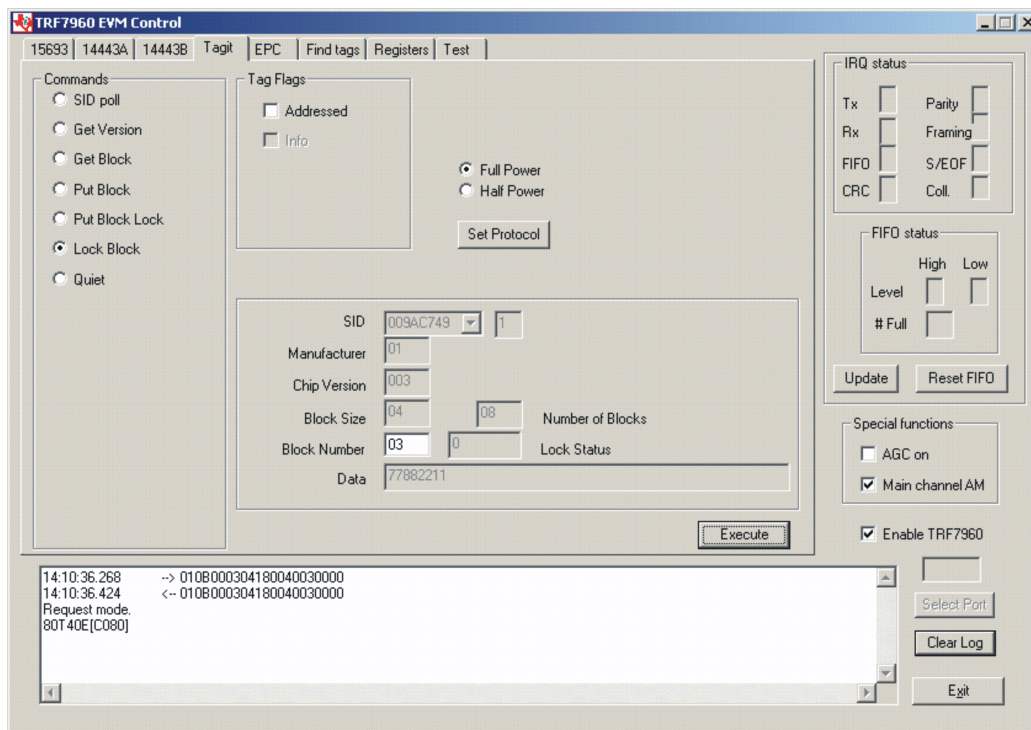 TRF7960 EVM Control
15693 14443A 14443B Tagit EPC Find tags Registers Test
Commands
SID poll
Get Version
Get Block
Put Block
Put Block Lock
Lock Block
Quiet
Tag Flags
Addressed
Info
Full Power
Half Power
Set Protocol
SID 009AC749 1
Manufacturer 01
Chip Version 003
Block Size 04 08 Number of Blocks
Block Number 03 0 Lock Status
Data 77882211
Execute
IRQ status
Tx Parity
Rx Framing
FIFO S/EOF
CRC Coll.
FIFO status
High Low
Level
# Full
Update Reset FIFO
Special functions
AGC on
Main channel AM
Enable TRF7960
Select Port
Clear Log
Exit
14:10:36.268 --> 010B000304180040030000
14:10:36.424 <-- 010B000304180040030000
Request mode.
80T40E[C080]